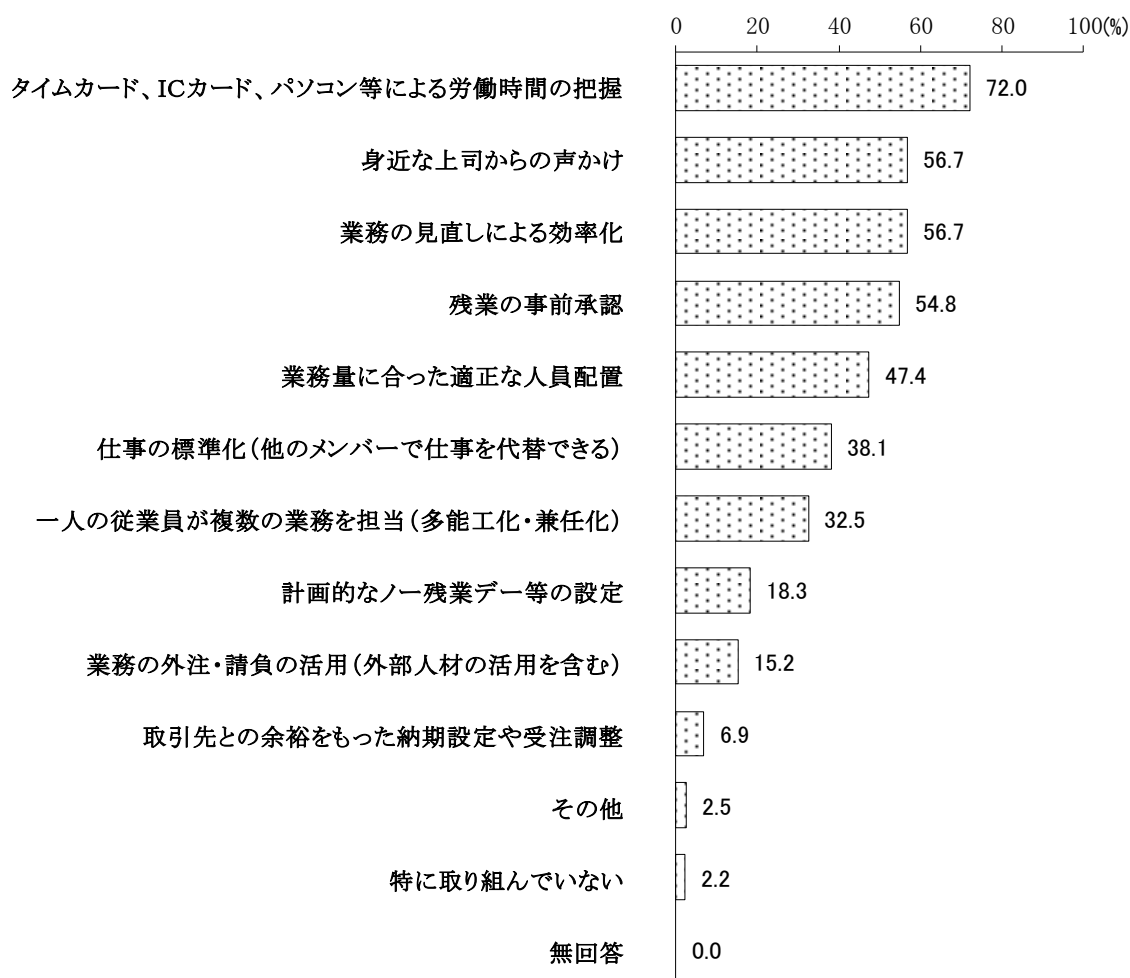 0 20 40 60 80 100(%)
タイムカード、ICカード、パソコン等による労働時間の把握 72.0
身近な上司からの声かけ 56.7
業務の見直しによる効率化 56.7
残業の事前承認 54.8
業務量に合った適正な人員配置 47.4
仕事の標準化(他のメンバーで仕事を代替できる) 38.1
一人の従業員が複数の業務を担当(多能工化・兼任化) 32.5
計画的なノー残業デー等の設定 18.3
業務の外注・請負の活用(外部人材の活用を含む) 15.2
取引先との余裕をもった納期設定や受注調整 6.9
その他 2.5
特に取り組んでいない 2.2
無回答 0.0